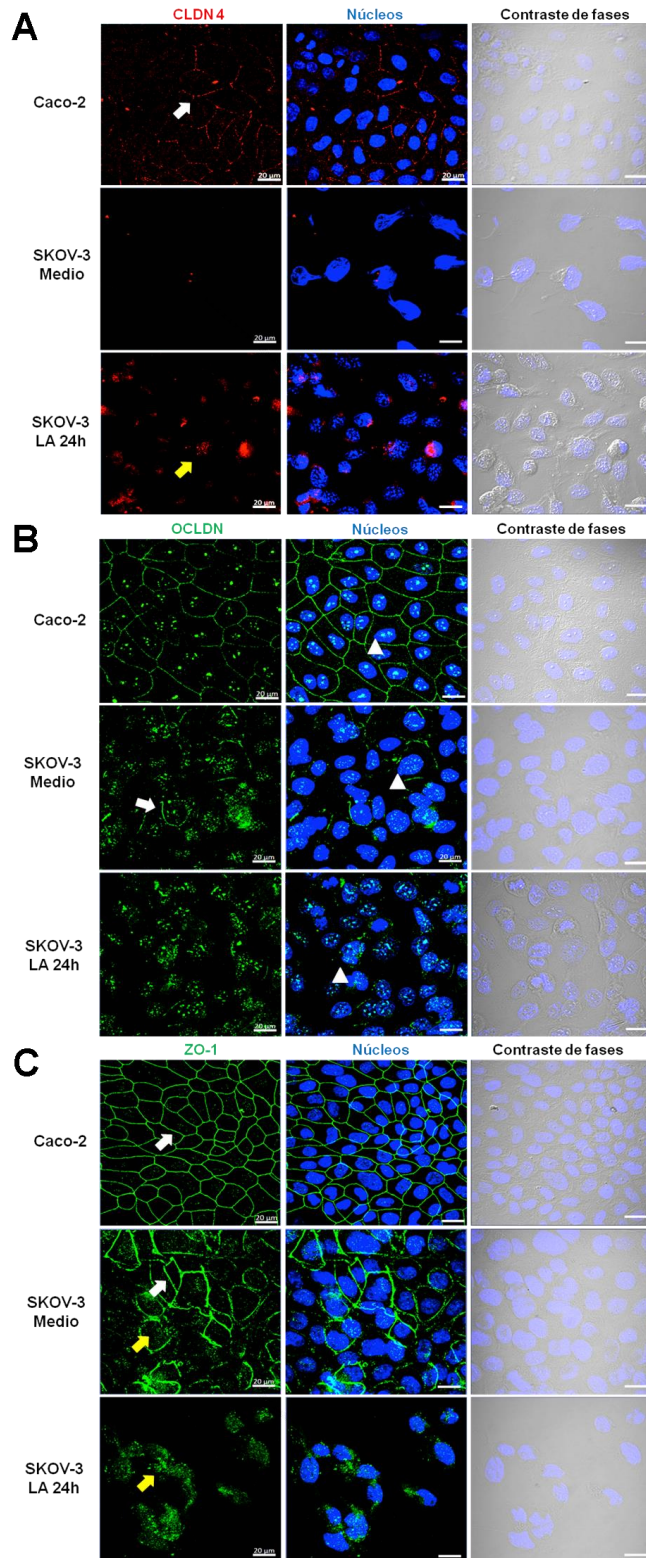 A
CLDN 4
Núcleos
Contraste de fases
Caco-2
20 µm
20 µm
SKOV-3
Medio
20 µm
SKOV-3
LA 24h
20 µm
B
OCLDN
Núcleos
Contraste de fases
Caco-2
20 µm
SKOV-3
Medio
20 µm
20 µm
SKOV-3
LA 24h
20 µm
C
ZO-1
Núcleos
Contraste de fases
Caco-2
20 µm
SKOV-3
Medio
20 µm
SKOV-3
LA 24h
20 µm